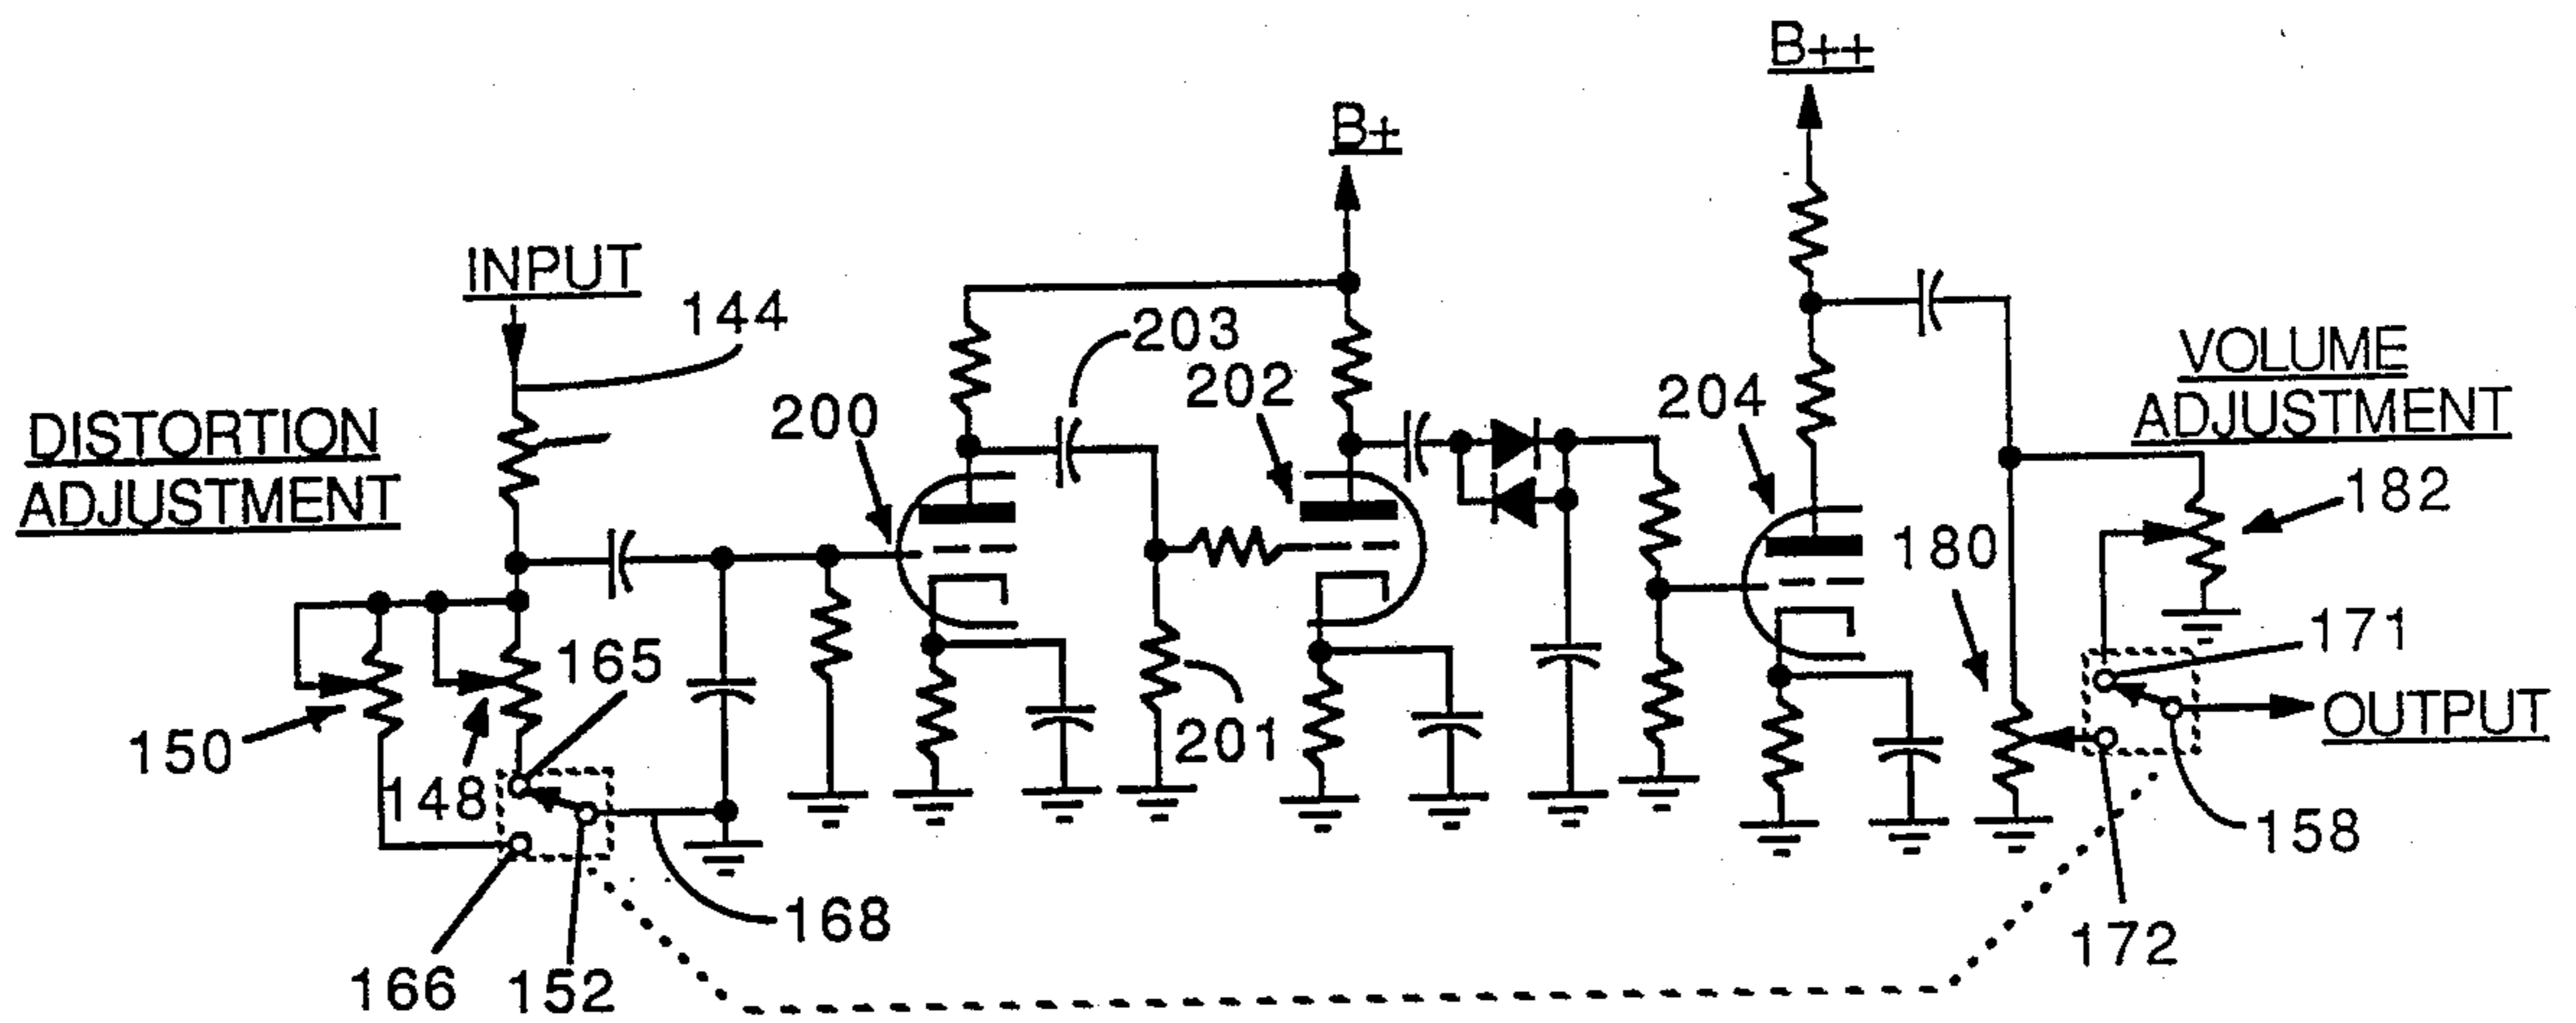 B++
B+
INPUT
144
203
202
200
204
DISTORTION
ADJUSTMENT
VOLUME
ADJUSTMENT
182
180
171
165
150
148
201
OUTPUT
158
168
172
166
152